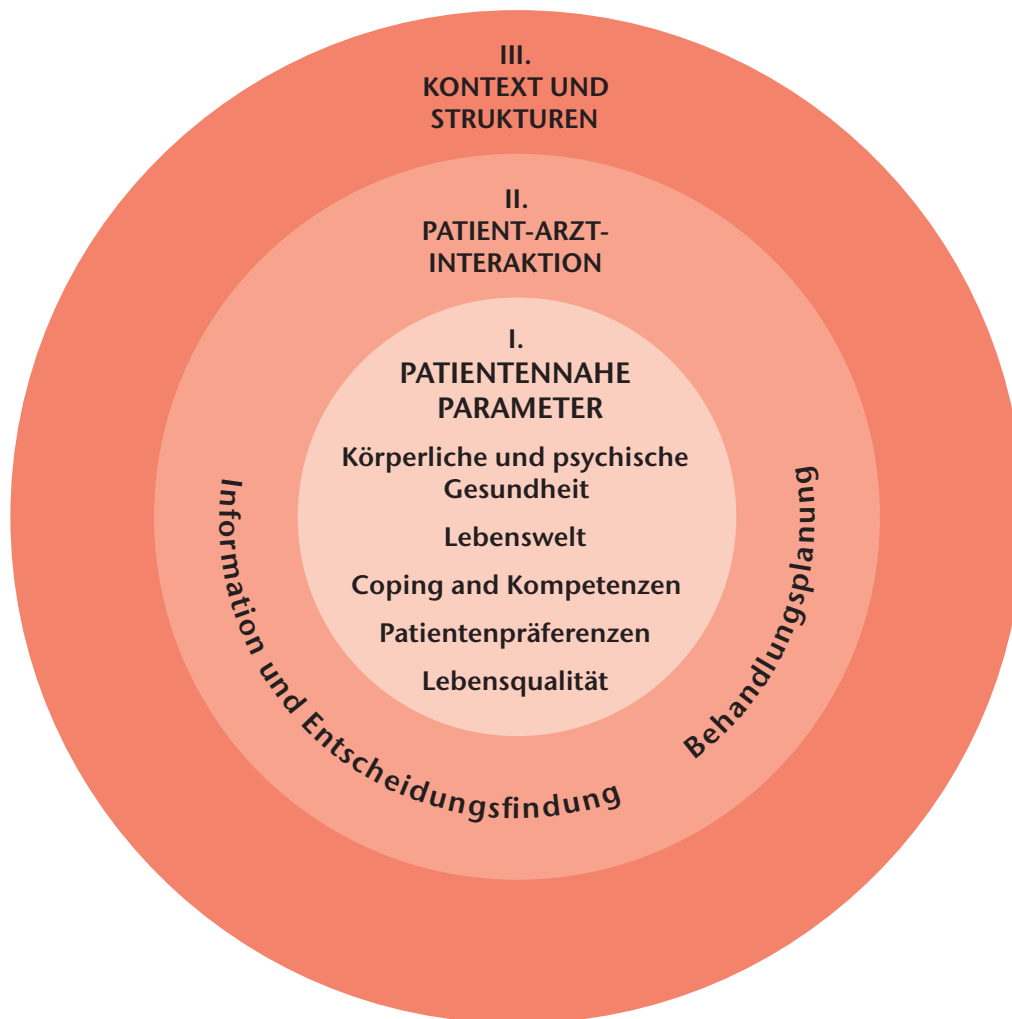 III.
KONTEXT UND
STRUKTUREN
II.
PATIENT-ARZT-
INTERAKTION
I.
PATIENTENNAHE
PARAMETER
Körperliche und psychische
Gesundheit
Lebenswelt
Coping and Kompetenzen
Patientenpräferenzen
Lebensqualität
Information und Entscheidungsfindung
Behandlungsplanung